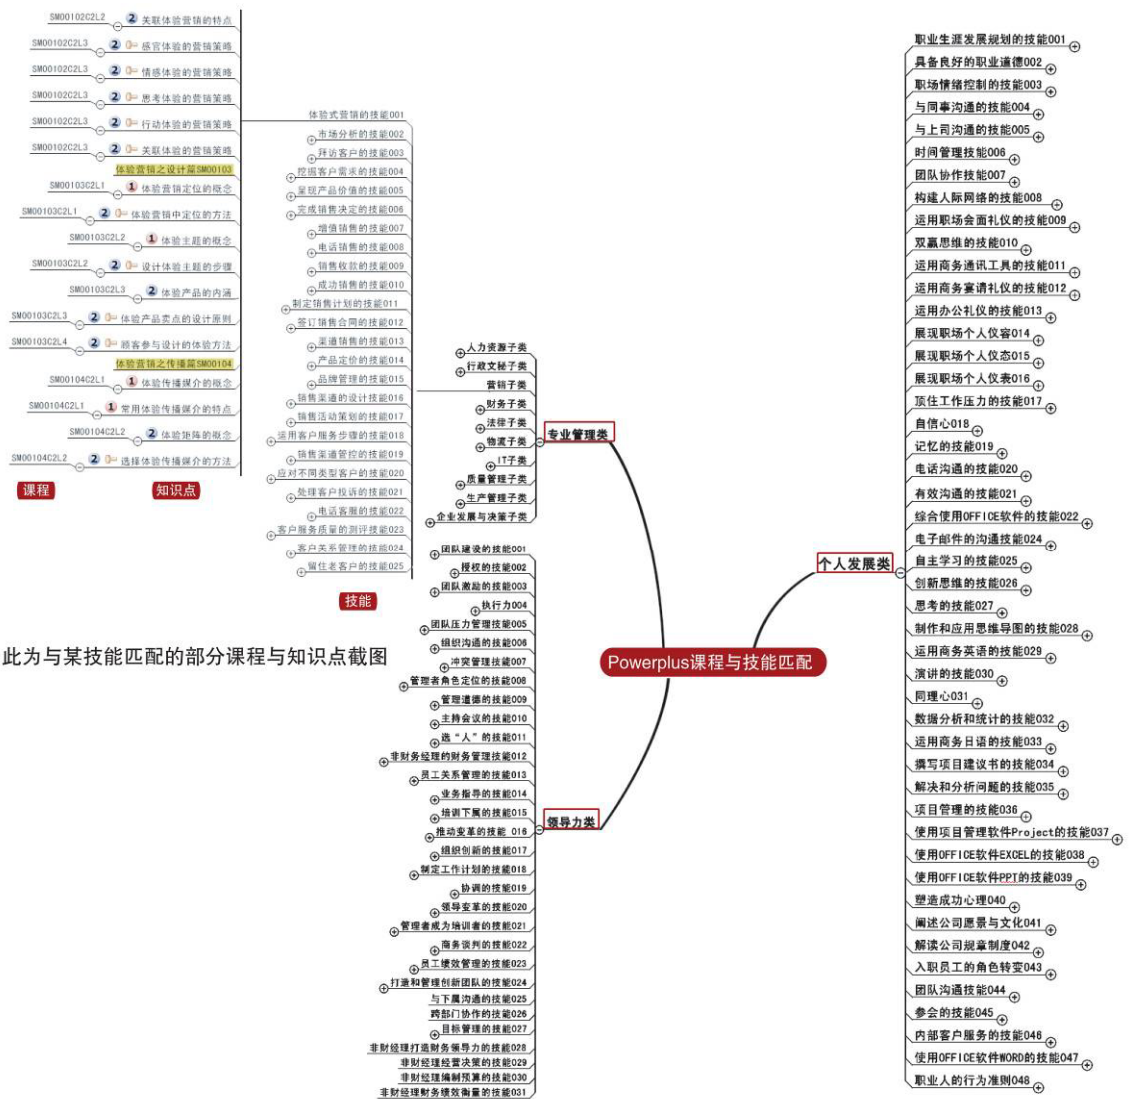 SM00102C2L2 2 关联体验营销的特点
SM00102C2L3 2 感官体验的营销策略
SM00102C2L3 2 情感体验的营销策略
SM00102C2L3 2 思考体验的营销策略
SM00102C2L3 2 行动体验的营销策略
SM00102C2L3 2 关联体验的营销策略
体验营销之设计篇SM00103
SM00103C2L1 1 体验营销定位的概念
SM00103C2L1 2 体验营销中定位的方法
SM00103C2L2 1 体验主题的概念
SM00103C2L2 2 设计体验主题的步骤
SM00103C2L3 2 体验产品的内涵
SM00103C2L3 2 体验产品卖点的设计原则
SM00103C2L4 2 顾客参与设计的体验方法
体验营销之传播篇SM00104
SM00104C2L1 1 体验传播媒介的概念
SM00104C2L1 1 常用体验传播媒介的特点
SM00104C2L2 2 体验矩阵的概念
SM00104C2L2 2 选择体验传播媒介的方法
课程
知识点
体验式营销的技能001
市场分析的技能002
拜访客户的技能003
挖掘客户需求的技能004
呈现产品价值的技能005
完成销售决定的技能006
增值销售的技能007
电话销售的技能008
销售收款的技能009
成功销售的技能010
制定销售计划的技能011
签订销售合同的技能012
渠道销售的技能013
产品定价的技能014
品牌管理的技能015
销售渠道的设计技能016
销售活动策划的技能017
运用客户服务步骤的技能018
销售渠道管控的技能019
应对不同类型客户的技能020
处理客户投诉的技能021
电话客服的技能022
客户服务质量的测评技能023
客户关系管理的技能024
留住老客户的技能025
技能
此为与某技能匹配的部分课程与知识点截图
人力资源子类
行政文秘子类
营销子类
财务子类
法律子类
物流子类
IT子类
质量管理子类
生产管理子类
企业发展与决策子类
专业管理类
团队建设的技能001
授权的技能002
团队激励的技能003
执行力004
团队压力管理技能005
组织沟通的技能006
冲突管理技能007
管理者角色定位的技能008
管理道德的技能009
主持会议的技能010
选“人”的技能011
非财务经理的财务管理技能012
员工关系管理的技能013
业务指导的技能014
培训下属的技能015
推动变革的技能 016
组织创新的技能017
制定工作计划的技能018
协调的技能019
领导变革的技能020
管理者成为培训者的技能021
商务谈判的技能022
员工绩效管理的技能023
打造和管理创新团队的技能024
与下属沟通的技能025
跨部门协作的技能026
目标管理的技能027
非财经理打造财务领导力的技能028
非财经理经营决策的技能029
非财经理编制预算的技能030
非财经理财务绩效衡量的技能031
领导力类
Powerplus课程与技能匹配
个人发展类
职业生涯发展规划的技能001
具备良好的职业道德002
职场情绪控制的技能003
与同事沟通的技能004
与上司沟通的技能005
时间管理技能006
团队协作技能007
构建人际网络的技能008
运用职场会面礼仪的技能009
双赢思维的技能010
运用商务通讯工具的技能011
运用商务宴请礼仪的技能012
运用办公礼仪的技能013
展现职场个人仪容014
展现职场个人仪态015
展现职场个人仪表016
顶住工作压力的技能017
自信心018
记忆的技能019
电话沟通的技能020
有效沟通的技能021
综合使用OFFICE软件的技能022
电子邮件的沟通技能024
自主学习的技能025
创新思维的技能026
思考的技能027
制作和应用思维导图的技能028
运用商务英语的技能029
演讲的技能030
同理心031
数据分析和统计的技能032
运用商务日语的技能033
撰写项目建议书的技能034
解决和分析问题的技能035
项目管理的技能036
使用项目管理软件Project的技能037
使用OFFICE软件EXCEL的技能038
使用OFFICE软件PPT的技能039
塑造成功心理040
阐述公司愿景与文化041
解读公司规章制度042
入职员工的角色转变043
团队沟通技能044
参会的技能045
内部客户服务的技能046
使用OFFICE软件WORD的技能047
职业人的行为准则048